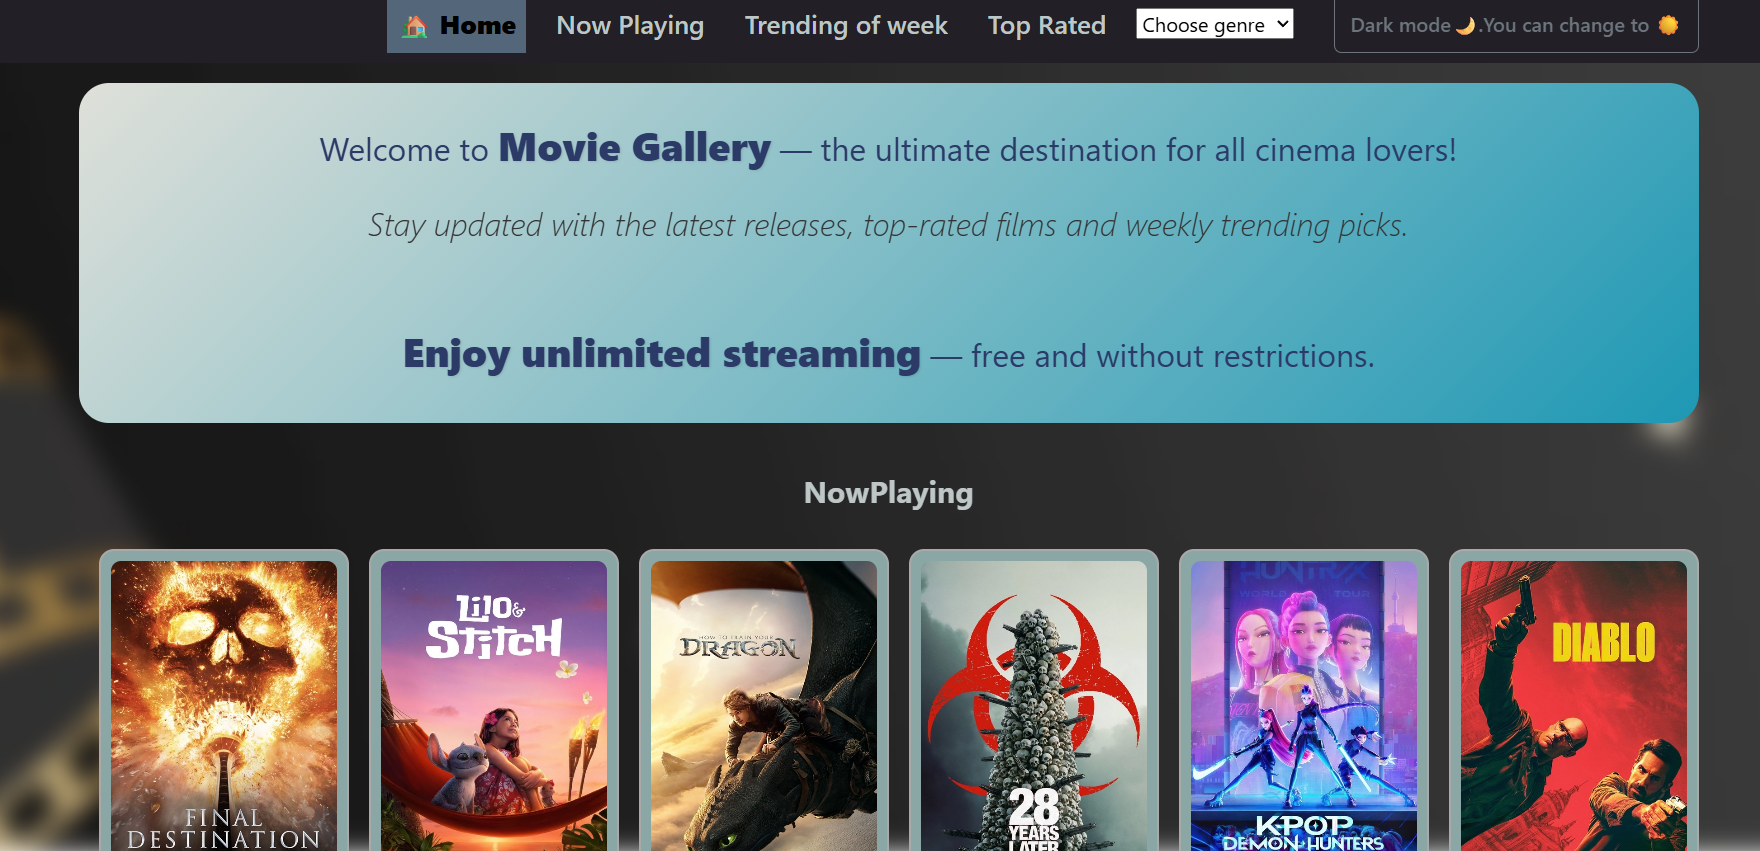 Home
Now Playing
Trending of week
Top Rated
Choose genre
Dark mode🌙.You can change to
Welcome to Movie Gallery — the ultimate destination for all cinema lovers!
Stay updated with the latest releases, top-rated films and weekly trending picks.
Enjoy unlimited streaming — free and without restrictions.
NowPlaying
FINAL
DESTINATION
Lilo&
Stitch
HOW TO TRAIN YOUR
DRAGON
28
YEARS
LATER
HUNTR/X
WORLD TOUR
KPOP
DEMON HUNTERS
DIABLO